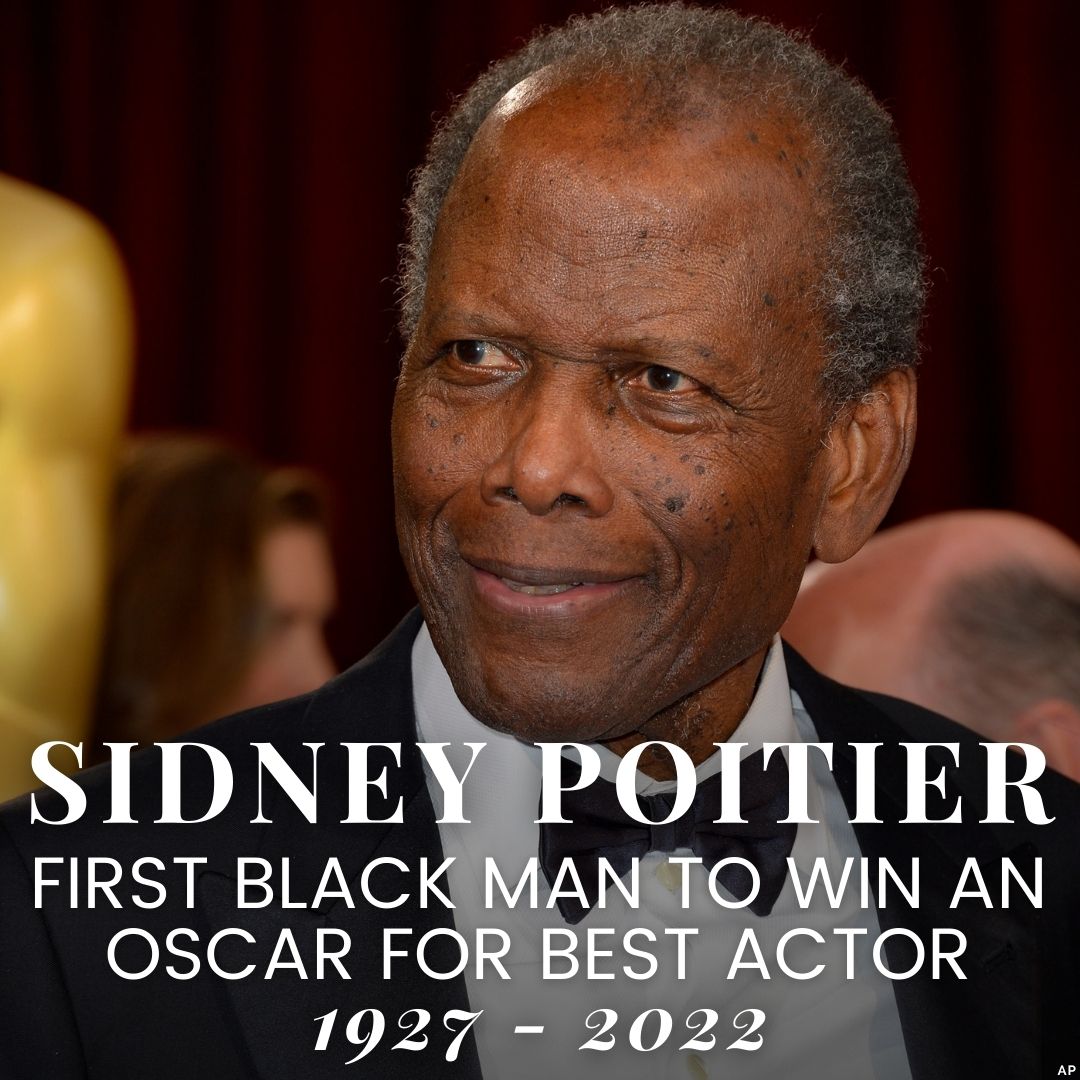 SIDNEY POITIER
FIRST BLACK MAN TO WIN AN
OSCAR FOR BEST ACTOR
1927 - 2022
AP